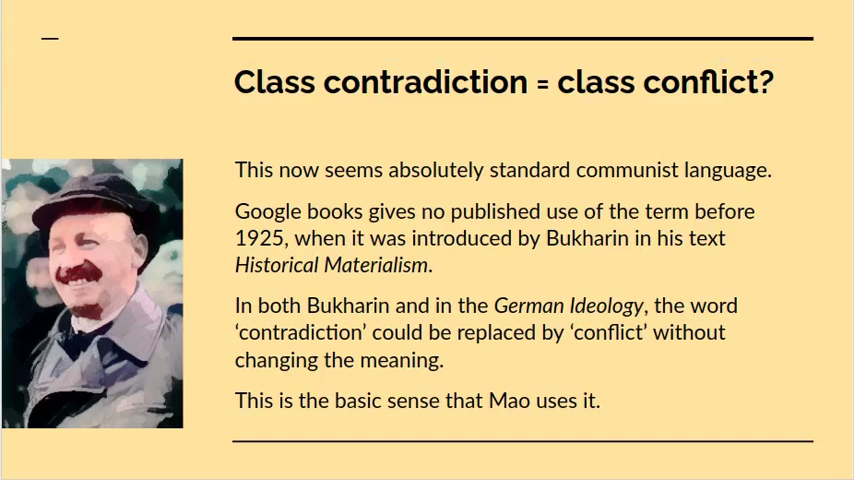 Class contradiction = class conflict?
This now seems absolutely standard communist language.
Google books gives no published use of the term before
1925, when it was introduced by Bukharin in his text
Historical Materialism.
In both Bukharin and in the German Ideology, the word
‘contradiction’ could be replaced by ‘conflict’ without
changing the meaning.
This is the basic sense that Mao uses it.